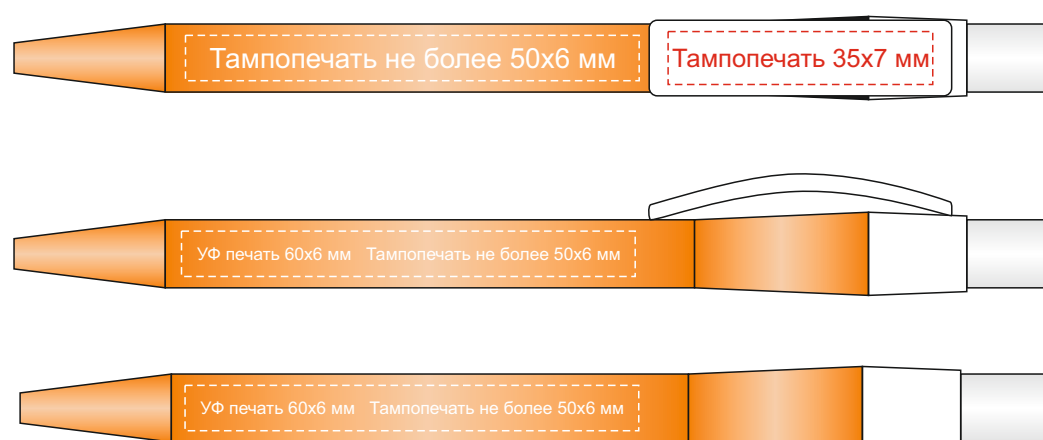 Тампопечать не более 50х6 мм
Тампопечать 35х7 мм
УФ печать 60х6 мм Тампопечать не более 50х6 мм
УФ печать 60х6 мм Тампопечать не более 50х6 мм